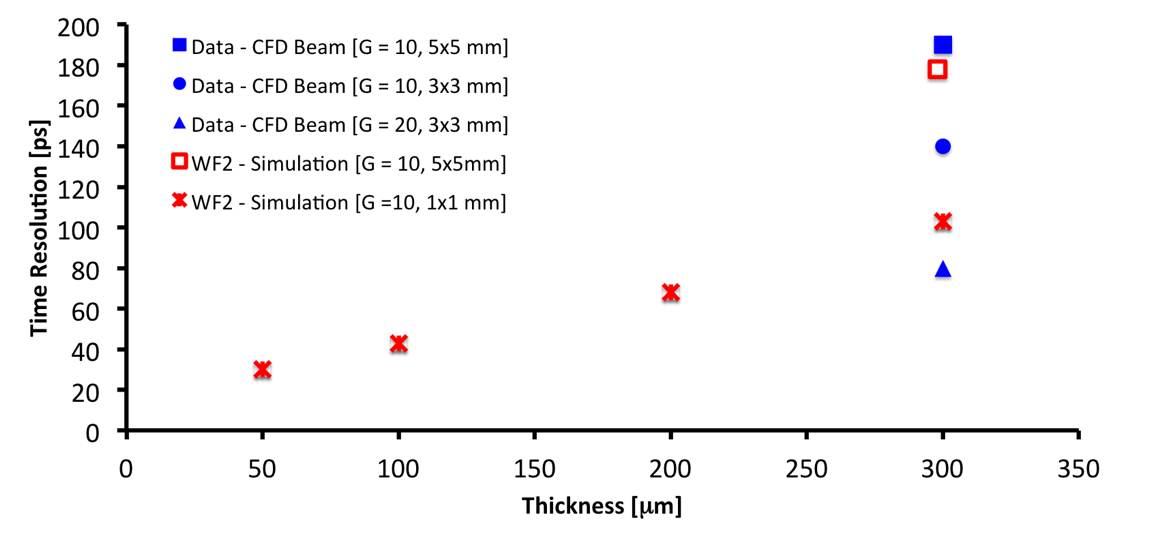 200
180
160
140
120
100
80
60
40
20
0
Time Resolution [ps]
Data - CFD Beam [G = 10, 5x5 mm]
Data - CFD Beam [G = 10, 3x3 mm]
Data - CFD Beam [G = 20, 3x3 mm]
WF2 - Simulation [G = 10, 5x5mm]
WF2 - Simulation [G =10, 1x1 mm]
0 50 100 150 200 250 300 350
Thickness [μm]